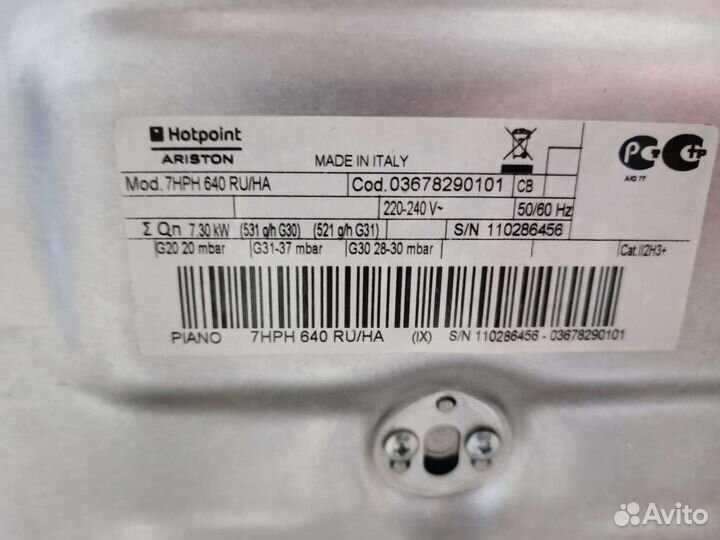 Hotpoint
ARISTON
MADE IN ITALY
AIO 77
Mod. 7HPH 640 RU/HA Cod. 03678290101 CB
220-240 V~ 50/60 Hz
Σ Qn 7.30 kW (531 g/h G30) (521 g/h G31) S/N 110286456
G20 20 mbar G31-37 mbar G30 28-30 mbar Cat.II2H3+
PIANO 7HPH 640 RU/HA (IX) S/N 110286456 - 03678290101
Avito